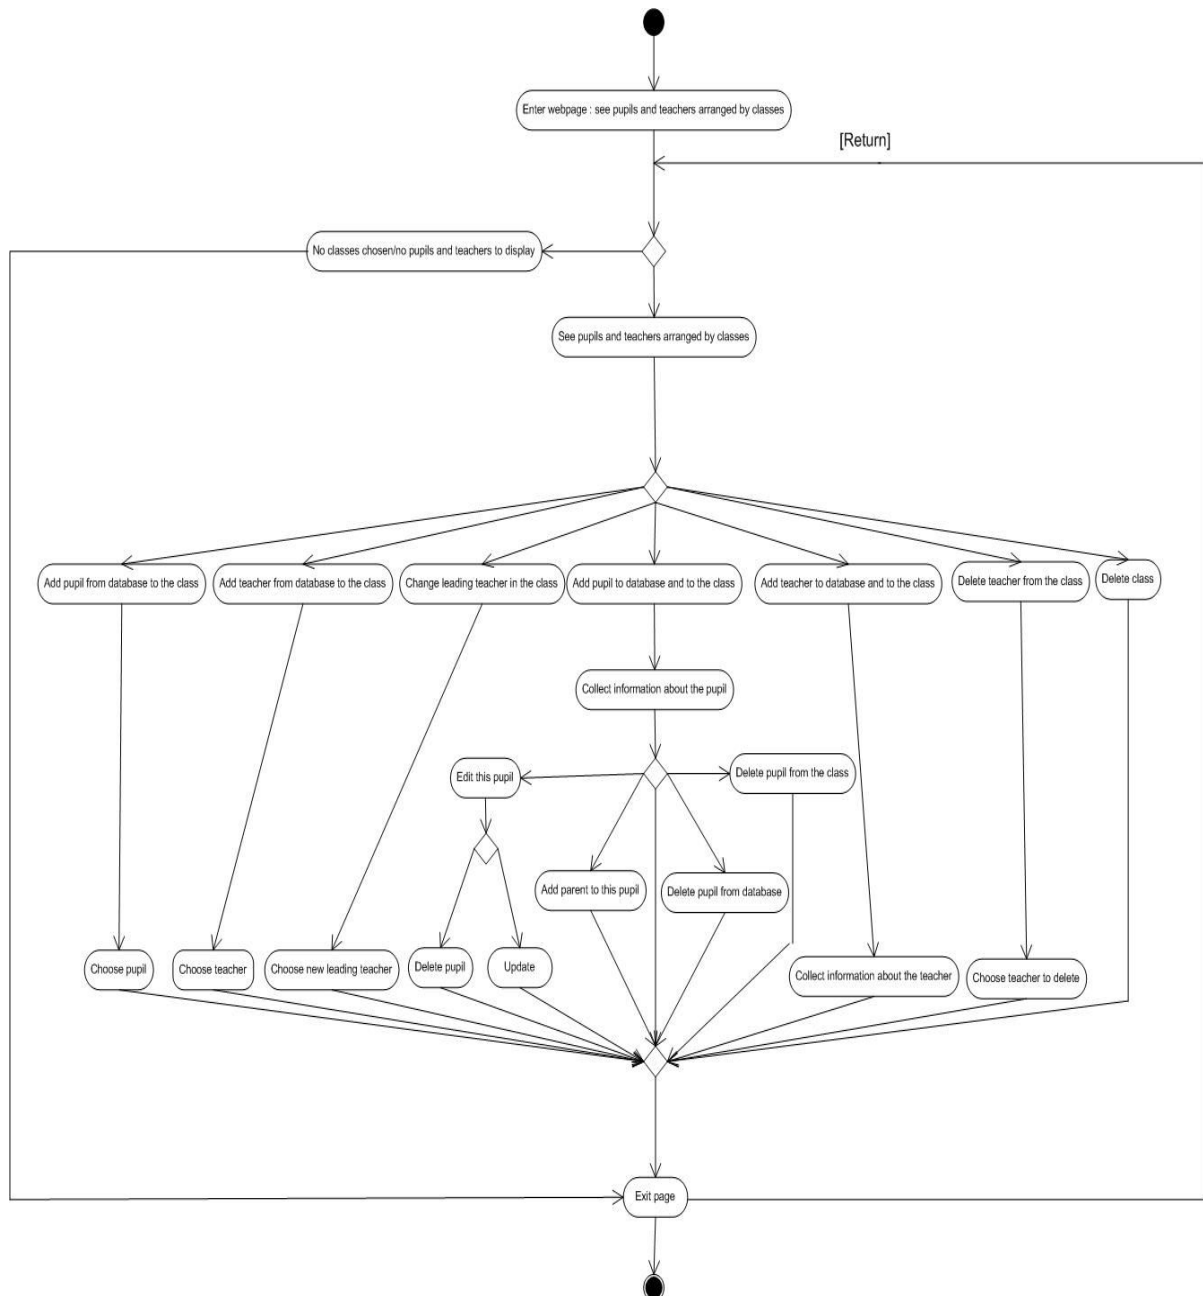 Enter webpage : see pupils and teachers arranged by classes
[Return]
No classes chosen/no pupils and teachers to display
See pupils and teachers arranged by classes
Add pupil from database to the class
Add teacher from database to the class
Change leading teacher in the class
Add pupil to database and to the class
Add teacher to database and to the class
Delete teacher from the class
Delete class
Collect information about the pupil
Edit this pupil
Delete pupil from the class
Add parent to this pupil
Delete pupil from database
Choose pupil
Choose teacher
Choose new leading teacher
Delete pupil
Update
Collect information about the teacher
Choose teacher to delete
Exit page